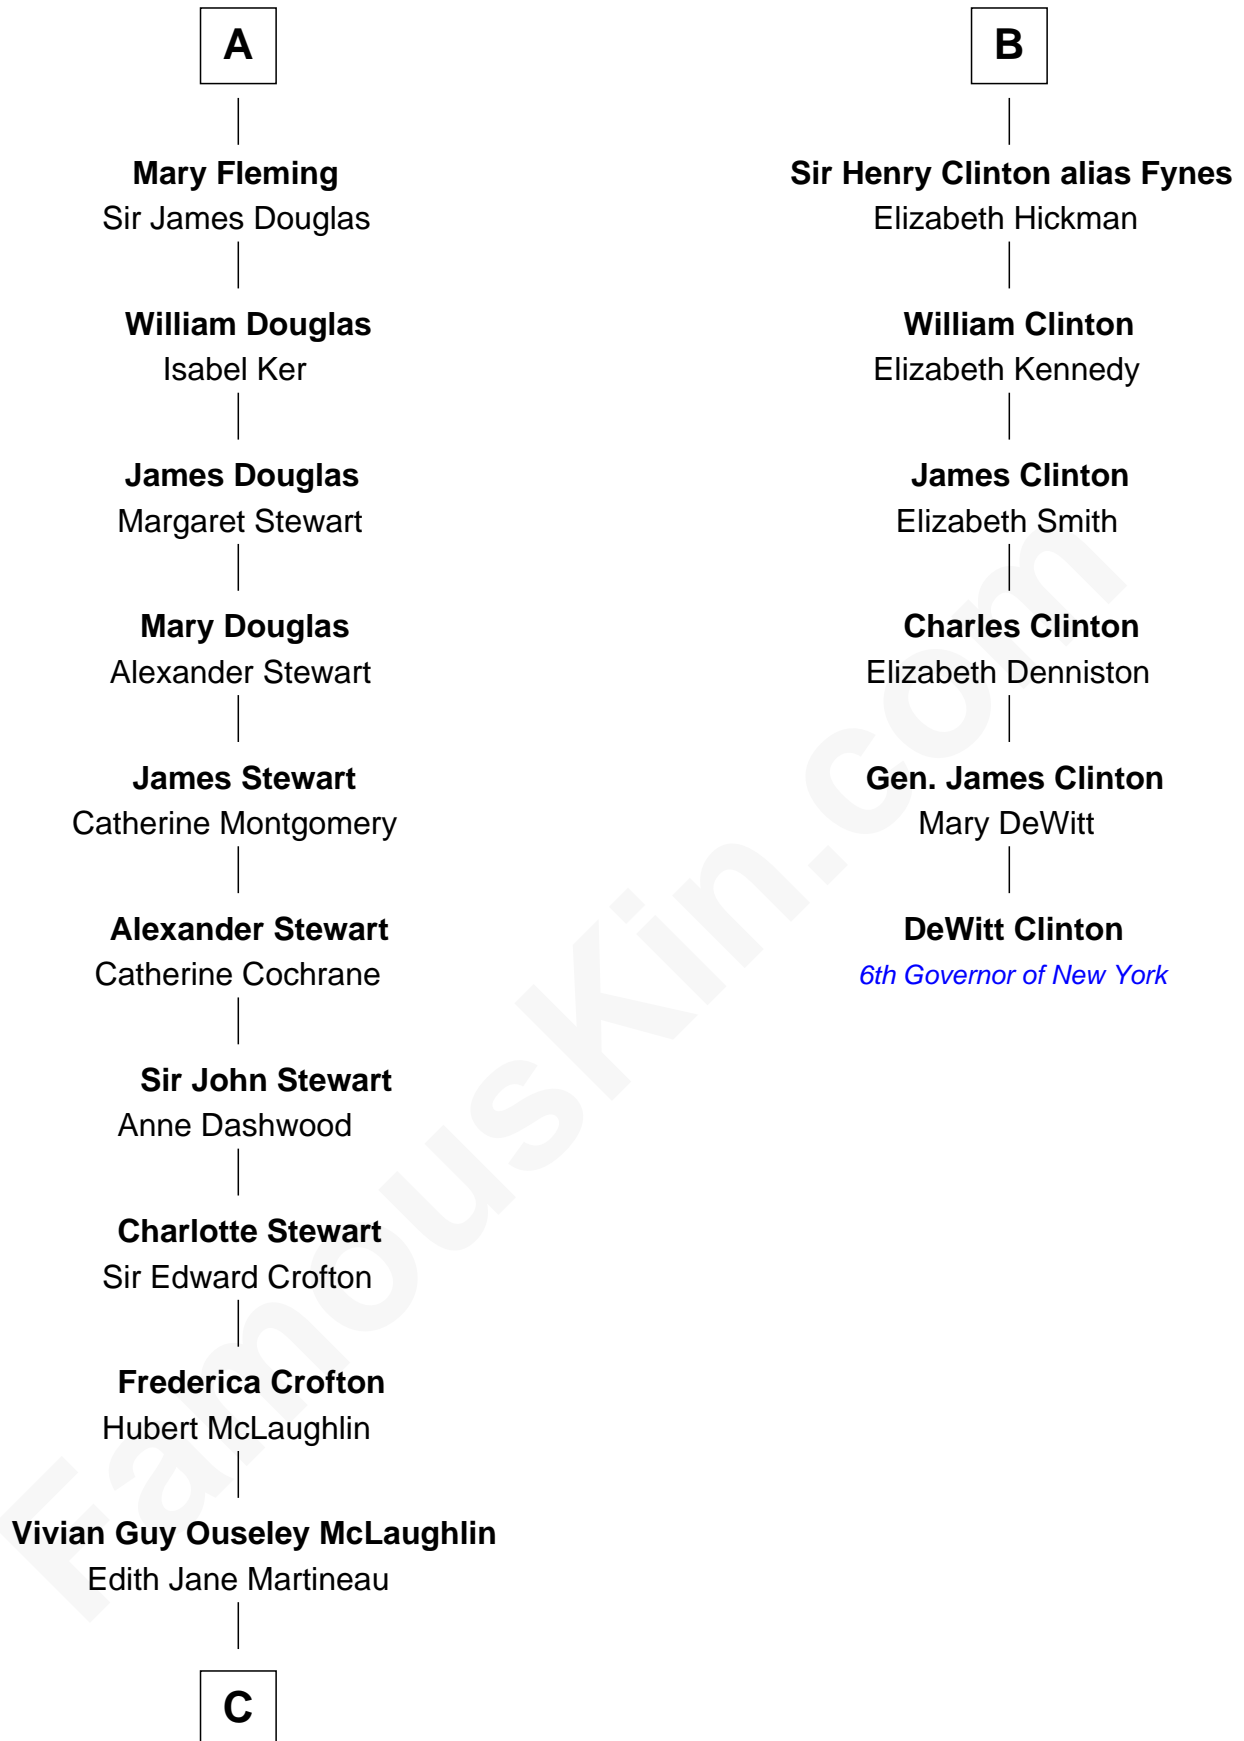 A
Mary Fleming
Sir James Douglas
William Douglas
Isabel Ker
James Douglas
Margaret Stewart
Mary Douglas
Alexander Stewart
James Stewart
Catherine Montgomery
Alexander Stewart
Catherine Cochrane
Sir John Stewart
Anne Dashwood
Charlotte Stewart
Sir Edward Crofton
Frederica Crofton
Hubert McLaughlin
Vivian Guy Ouseley McLaughlin
Edith Jane Martineau
C
B
Sir Henry Clinton alias Fynes
Elizabeth Hickman
William Clinton
Elizabeth Kennedy
James Clinton
Elizabeth Smith
Charles Clinton
Elizabeth Denniston
Gen. James Clinton
Mary DeWitt
DeWitt Clinton
6th Governor of New York
FamousKin.com